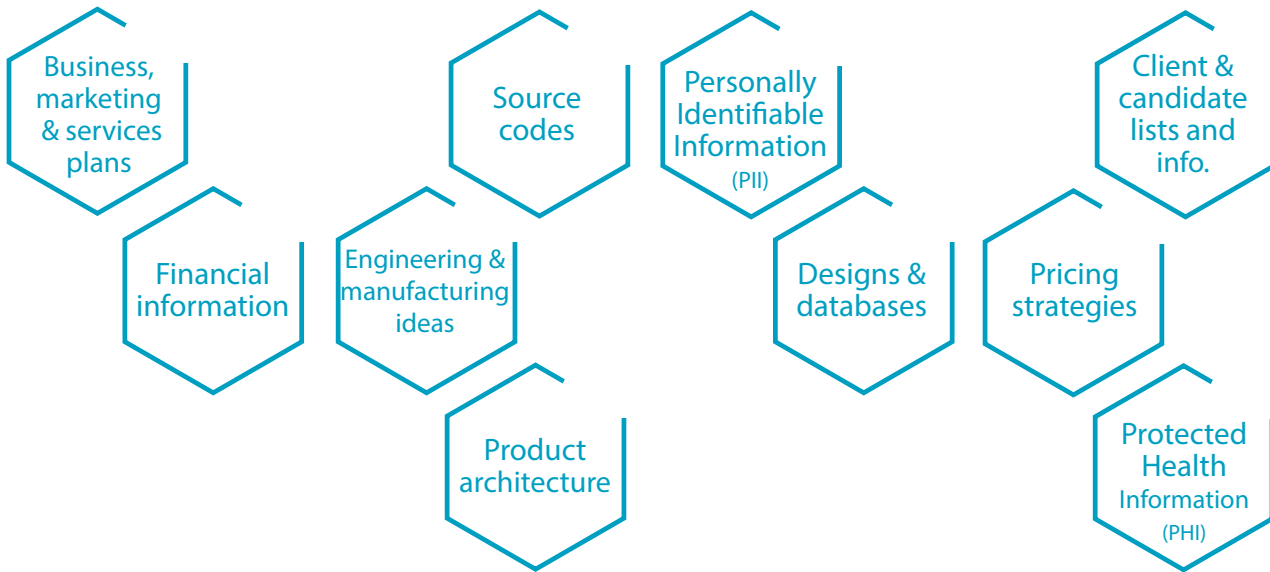 Business,
marketing
& services
plans
Financial
information
Engineering &
manufacturing
ideas
Source
codes
Product
architecture
Personally
Identifiable
Information
(PII)
Designs &
databases
Pricing
strategies
Client &
candidate
lists and
info.
Protected
Health
Information
(PHI)